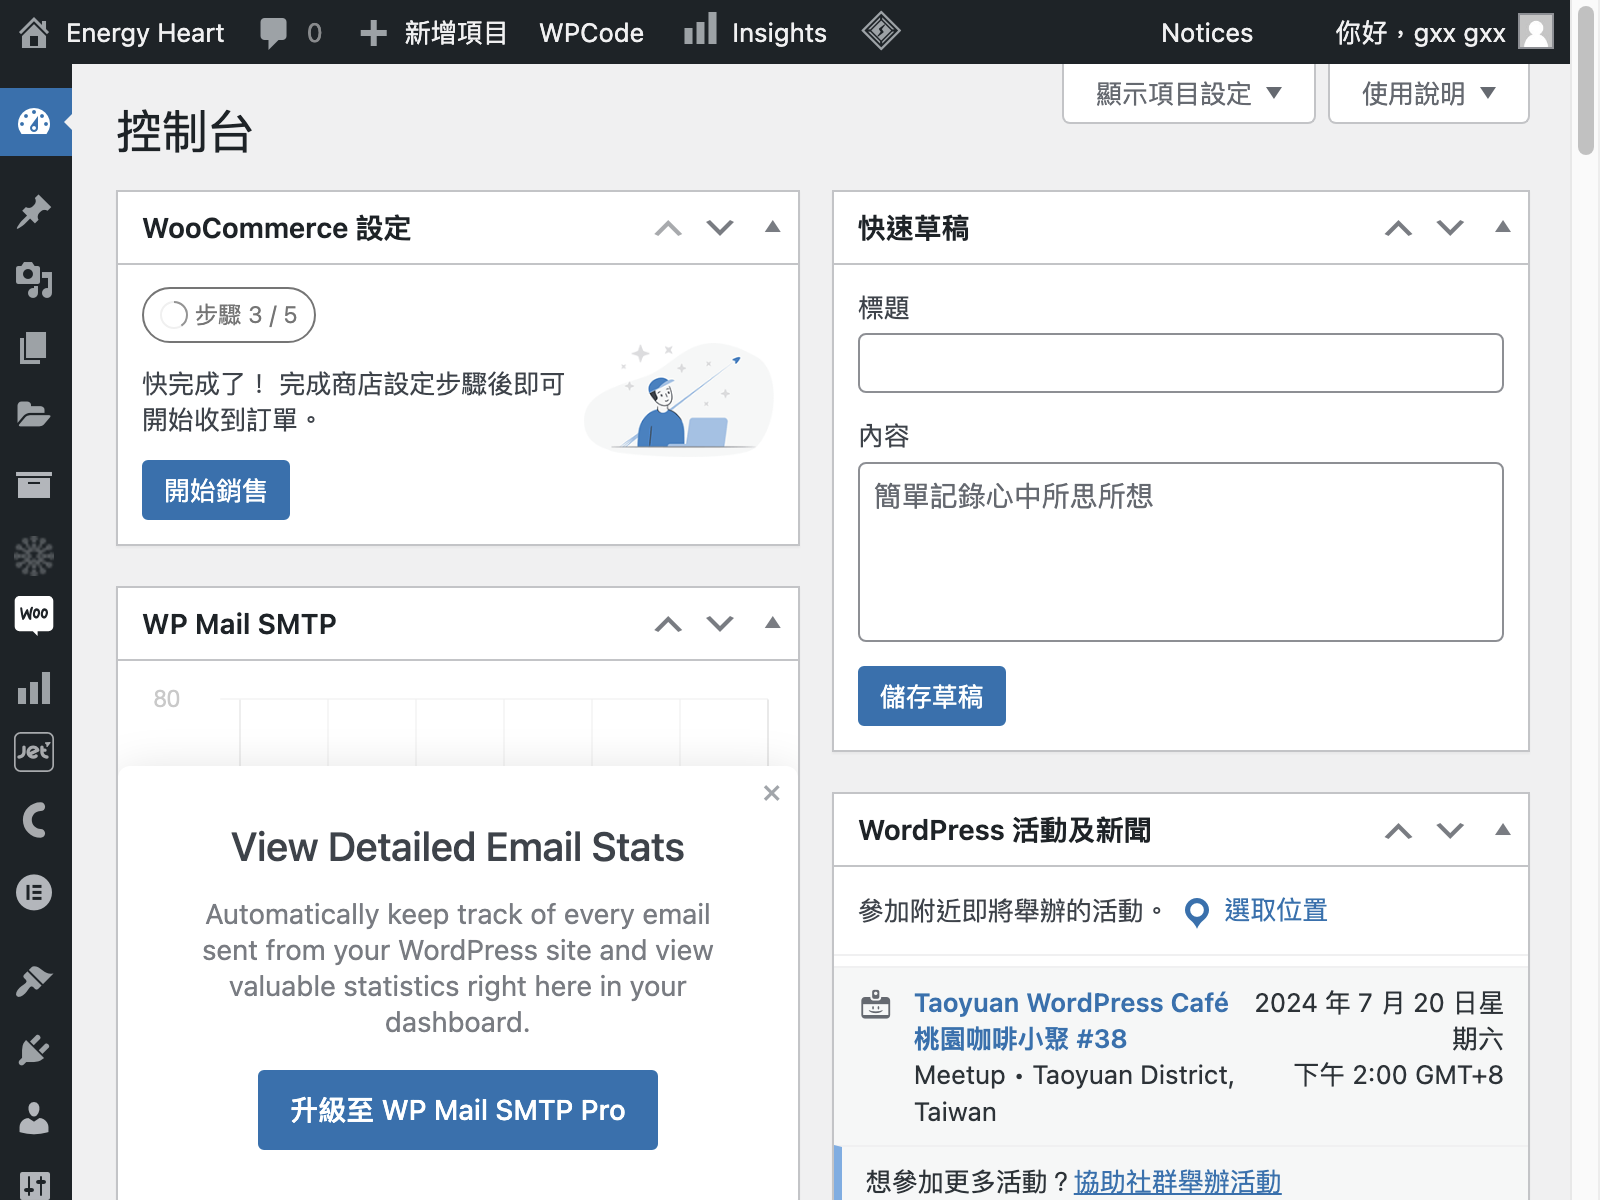 Energy Heart
0
新增項目
WPCode
Insights
Notices
你好，gxx gxx
顯示項目設定
使用說明
控制台
WooCommerce 設定
步驟 3 / 5
快完成了！ 完成商店設定步驟後即可
開始收到訂單。
開始銷售
WP Mail SMTP
80
View Detailed Email Stats
Automatically keep track of every email
sent from your WordPress site and view
valuable statistics right here in your
dashboard.
升級至 WP Mail SMTP Pro
快速草稿
標題
內容
簡單記錄心中所思所想
儲存草稿
WordPress 活動及新聞
參加附近即將舉辦的活動。
選取位置
Taoyuan WordPress Café
桃園咖啡小聚 #38
Meetup • Taoyuan District,
Taiwan
2024 年 7 月 20 日星
期六
下午 2:00 GMT+8
想參加更多活動？協助社群舉辦活動
Woo
Jet